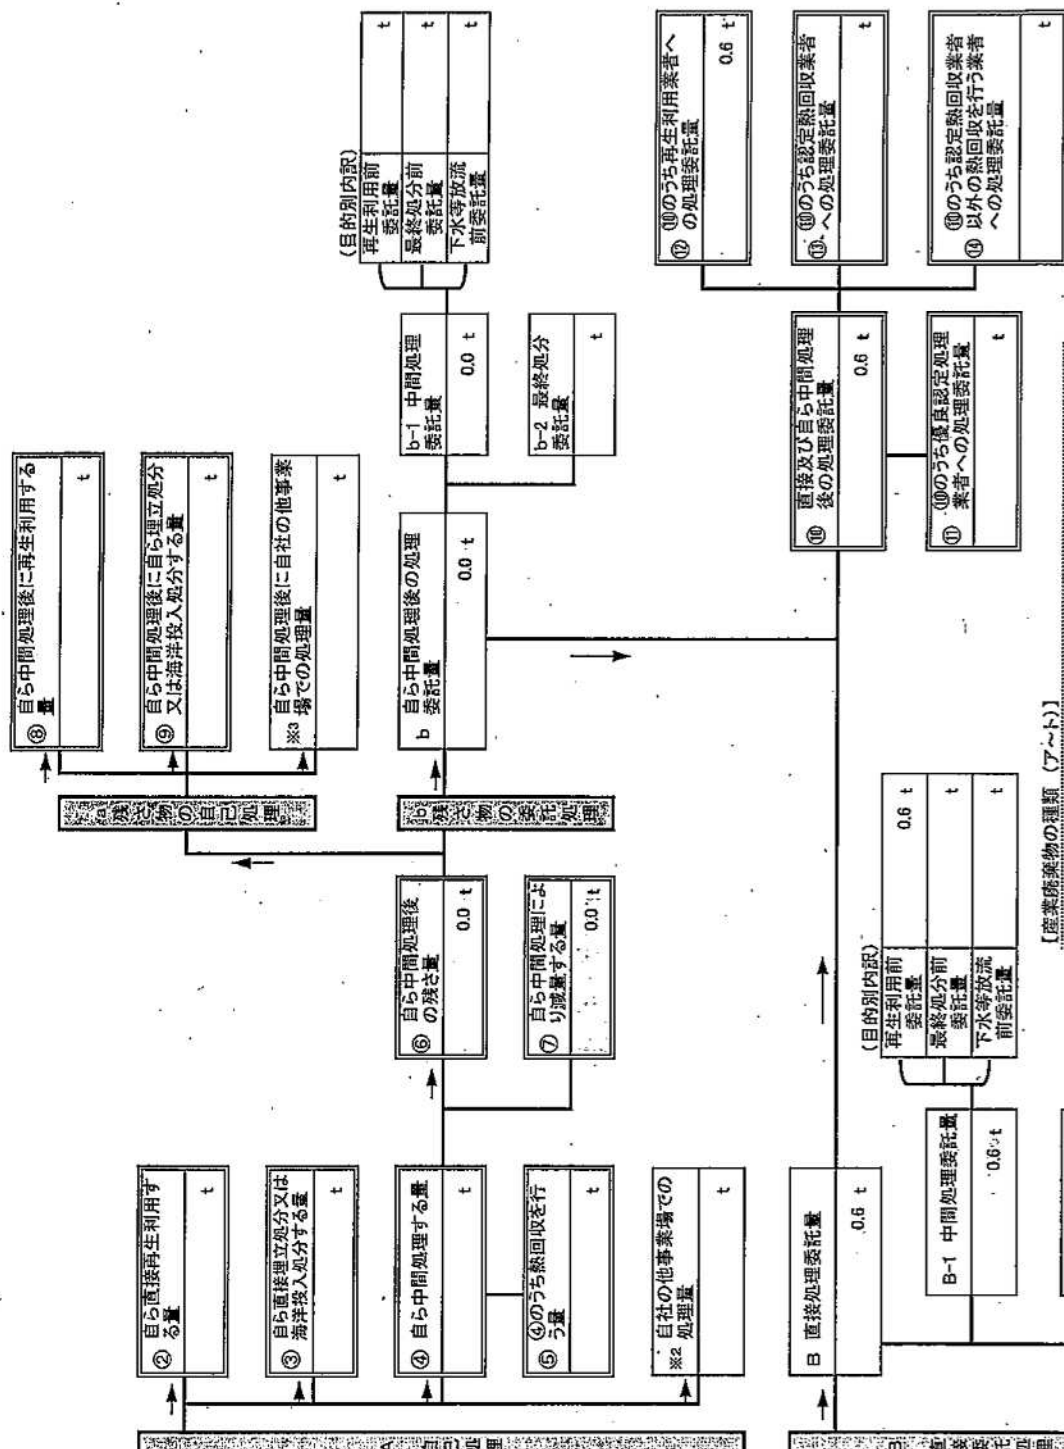 A 自己処理
② 自ら直接再生利用す
る量
t
③ 自ら直接埋立処分又は
海洋投入処分する量
t
④ 自ら中間処理する量
t
⑤ ④のうち熱回収を行
う量
t
※2 自社の他事業場での
処理量
t
⑥ 自ら中間処理後
の残さ量
0.0 t
⑦ 自ら中間処理によ
り減量する量
0.0 t
a 残さ物の自己処理
⑧ 自ら中間処理後に再生利用する
量
t
⑨ 自ら中間処理後に自ら埋立処分
又は海洋投入処分する量
t
※3 自ら中間処理後に自社の他事業
場での処理量
t
b 残さ物の委託処理
b 自ら中間処理後の処理
委託量
0.0 t
b-1 中間処理
委託量
0.0 t
b-2 最終処分
委託量
t
(目的別内訳)
再生利用前
委託量
t
最終処分前
委託量
t
下水等放流
前委託量
t
B 直接処理委託量
0.6 t
B-1 中間処理委託量
0.6 t
(目的別内訳)
再生利用前
委託量
0.6 t
最終処分前
委託量
t
下水等放流
前委託量
t
⑩ 直接及び自ら中間処理
後の処理委託量
0.6 t
⑪ ⑩のうち優良認定処理
業者への処理委託量
t
⑫ ⑩のうち再生利用業者へ
の処理委託量
0.6 t
⑬ ⑩のうち認定熱回収業者
への処理委託量
t
⑭ ⑩のうち認定熱回収業者
以外の熱回収を行う業者
への処理委託量
t
【産業廃棄物の種類 (ア～ト)】